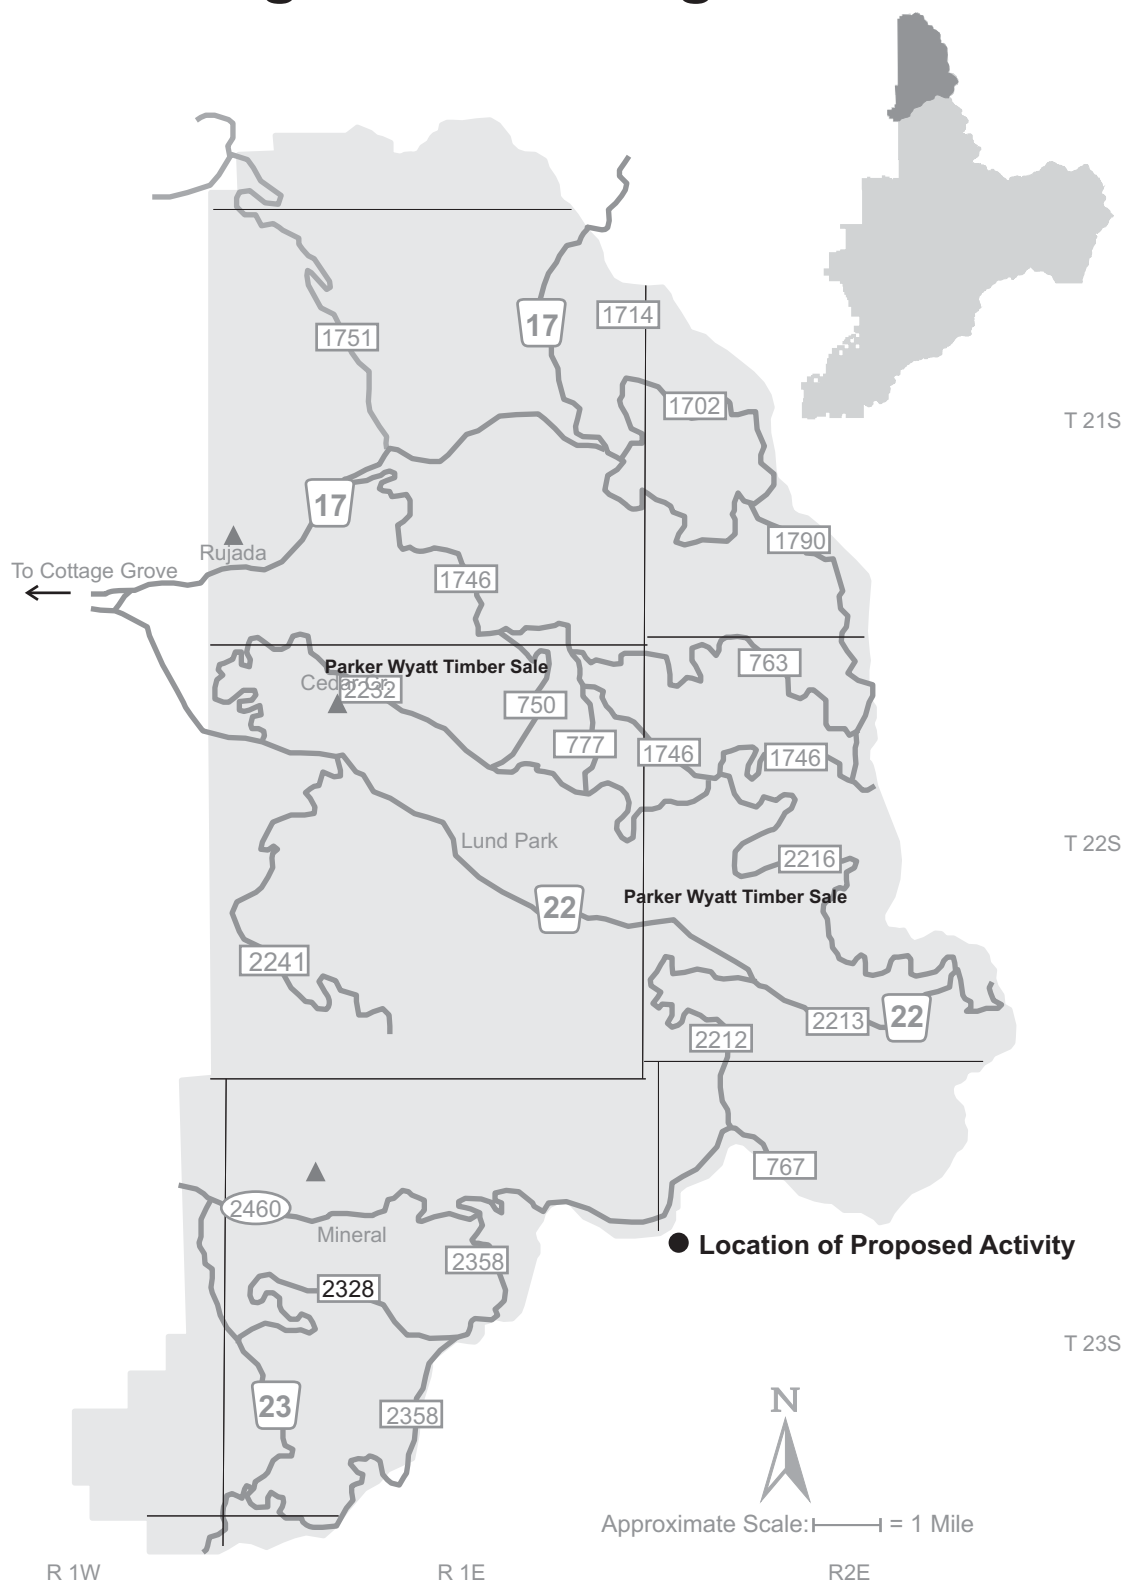 17
1714
1751
1702
T 21S
17
1790
Rujada
To Cottage Grove
1746
Parker Wyatt Timber Sale
763
Cedar Cr.
2232
750
777
1746
1746
Lund Park
T 22S
2216
Parker Wyatt Timber Sale
22
2241
22
2213
2212
767
2460
Mineral
Location of Proposed Activity
2358
2328
T 23S
23
2358
N
Approximate Scale: = 1 Mile
R 1W
R 1E
R2E